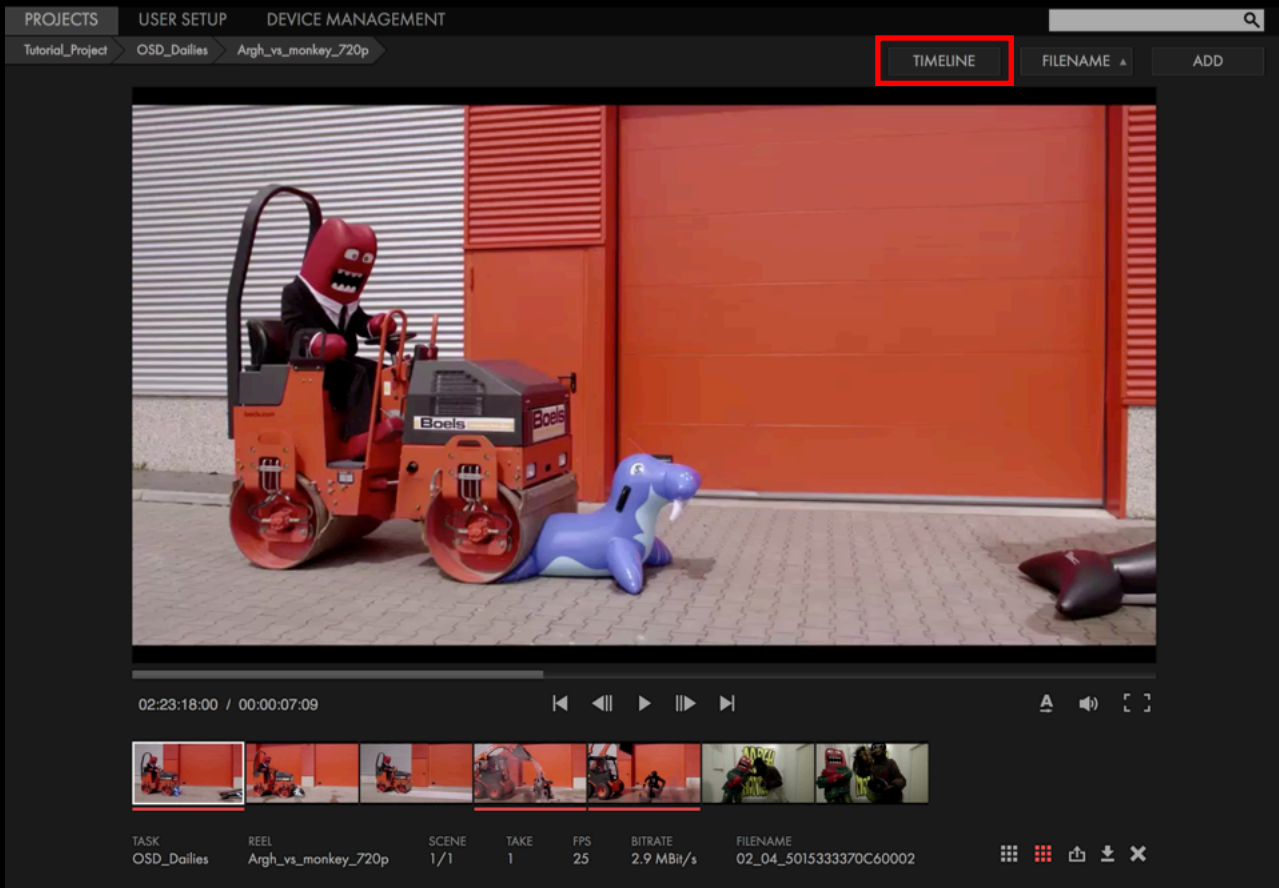 PROJECTS USER SETUP DEVICE MANAGEMENT
Tutorial_Project OSD_Dailies Argh_vs_monkey_720p
TIMELINE FILENAME ADD
boels.com
Boels
Boels
02:23:18:00 / 00:00:07:09
A
TASK REEL SCENE TAKE FPS BITRATE FILENAME
OSD_Dailies Argh_vs_monkey_720p 1/1 1 25 2.9 MBit/s 02_04_5015333370C60002